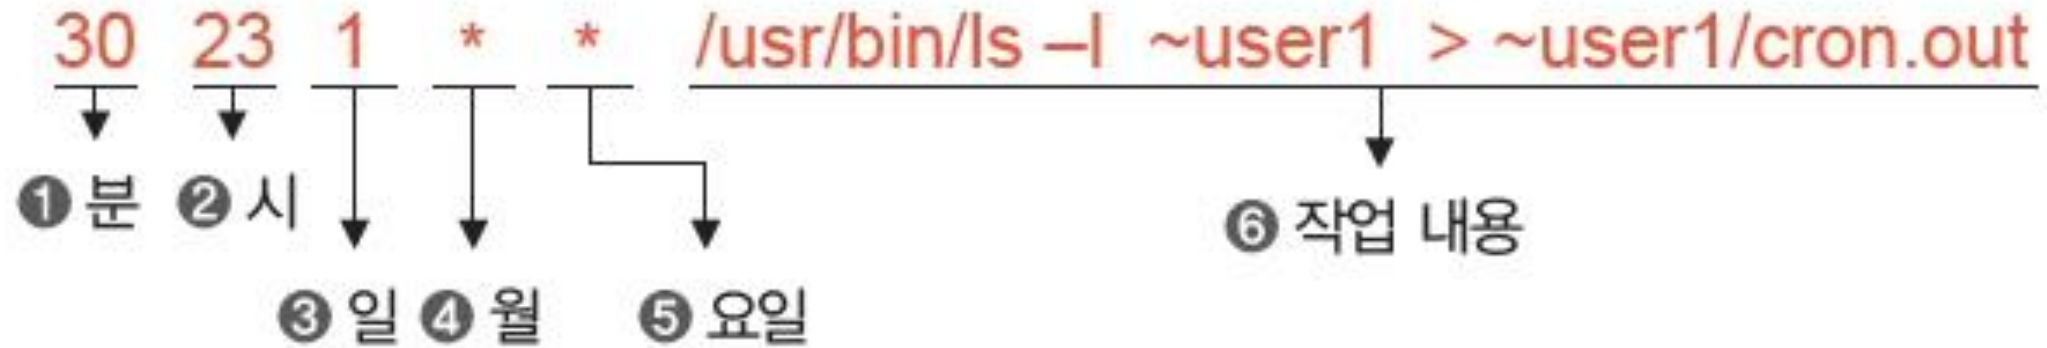 30 23 1 * * /usr/bin/ls –l ~user1 > ~user1/cron.out
❶ 분 ❷ 시
❻ 작업 내용
❸ 일 ❹ 월 ❺ 요일